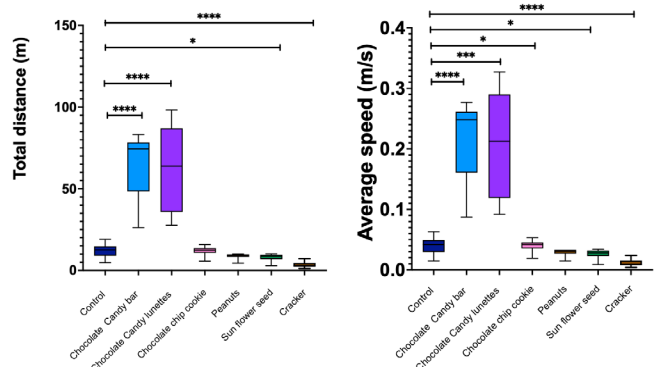 ****
*
****
****
Total distance (m)
150
100
50
0
Control
Chocolate Candy bar
Chocolate Candy lunettes
Chocolate chip cookie
Peanuts
Sun flower seed
Cracker
****
*
*
***
****
Average speed (m/s)
0.4
0.3
0.2
0.1
0.0
Control
Chocolate Candy bar
Chocolate Candy lunettes
Chocolate chip cookie
Peanuts
Sun flower seed
Cracker